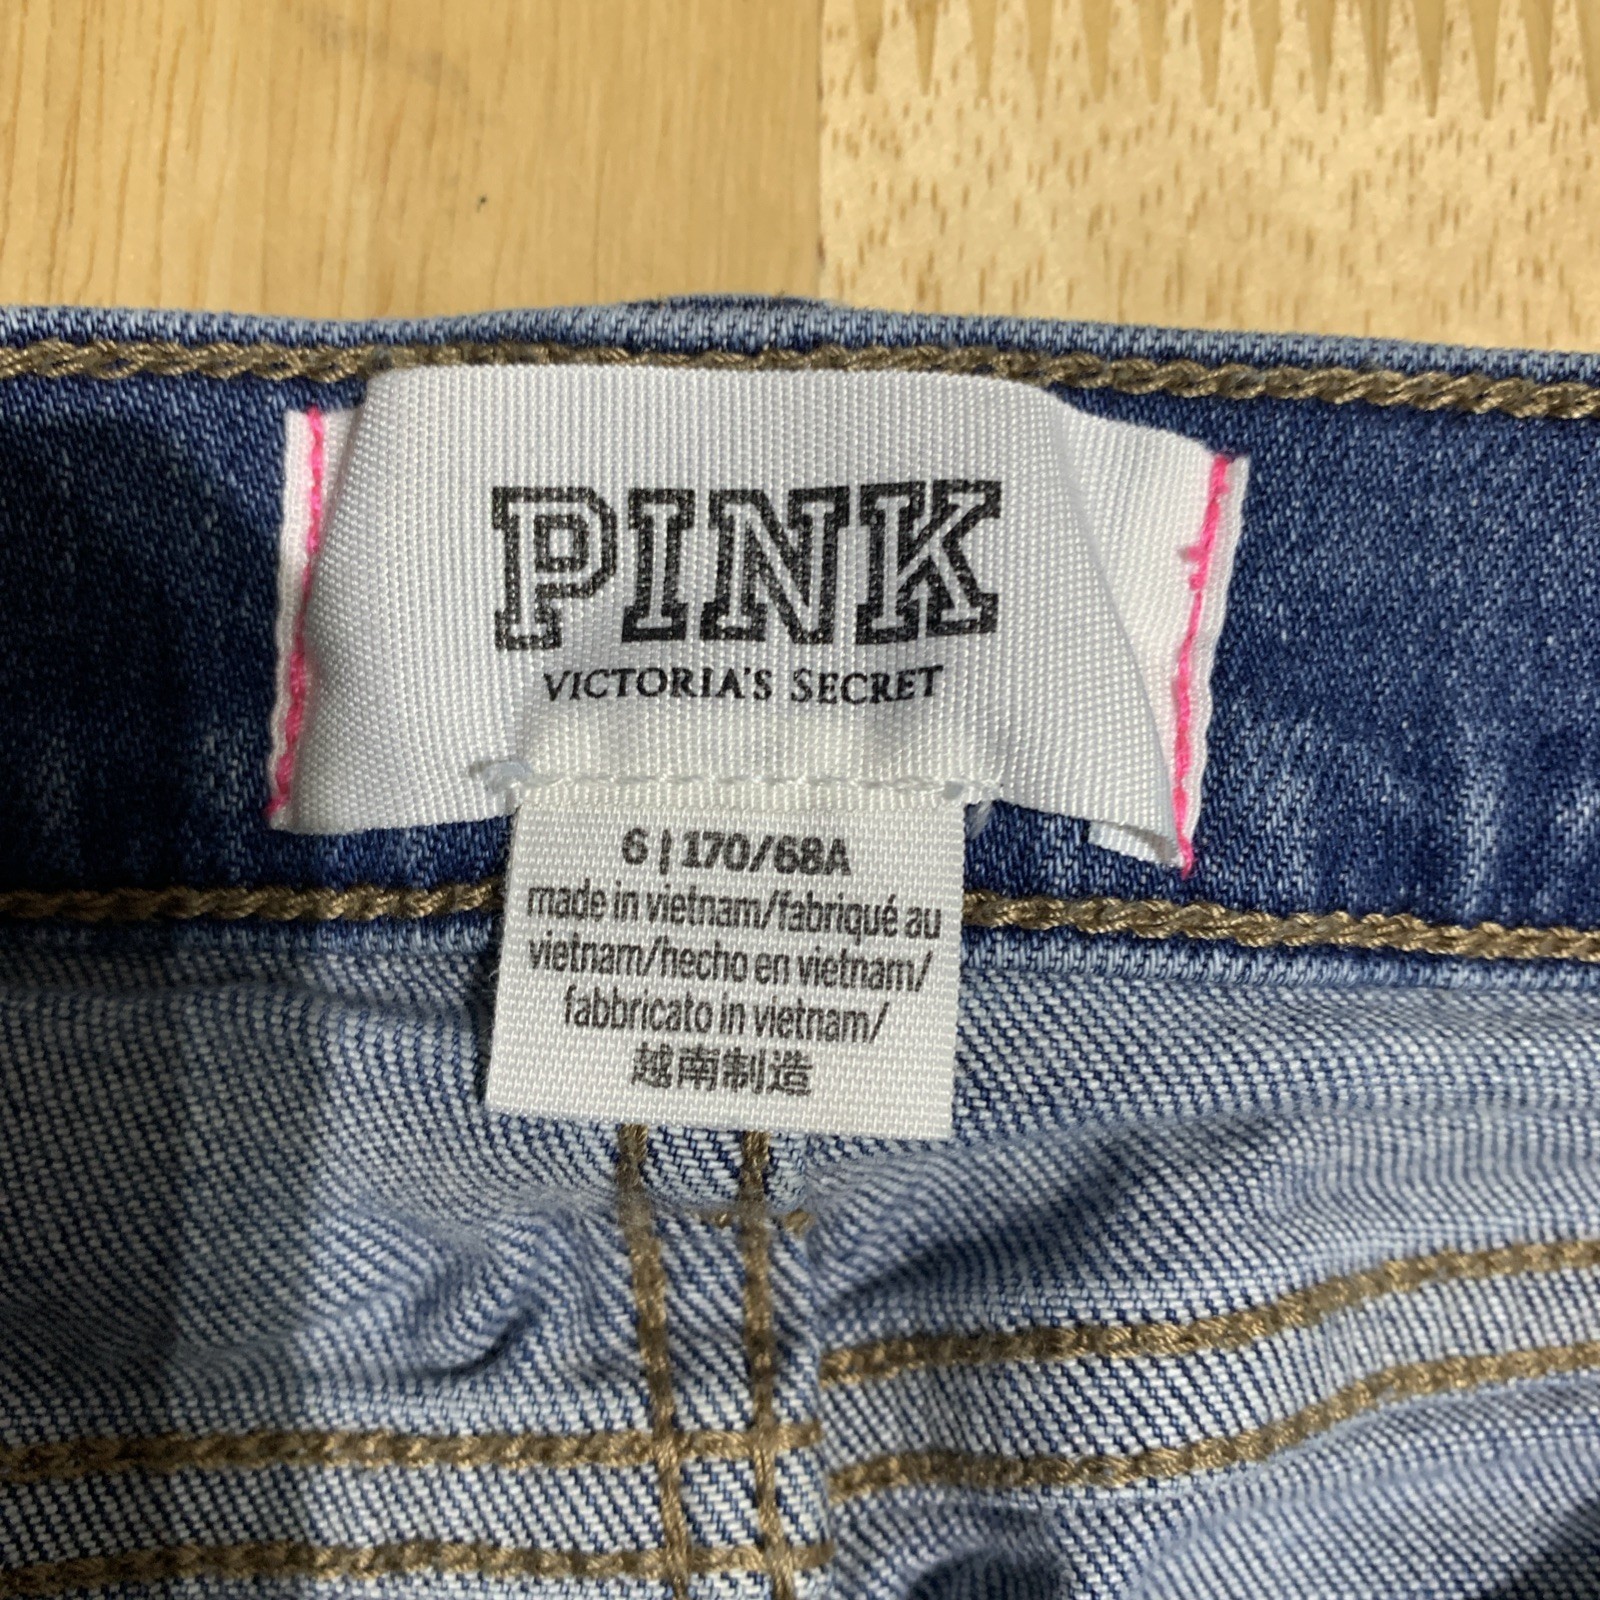 PINK
VICTORIA'S SECRET
6 | 170/68A
made in vietnam/fabriqué au
vietnam/hecho en vietnam/
fabbricato in vietnam/
越南制造